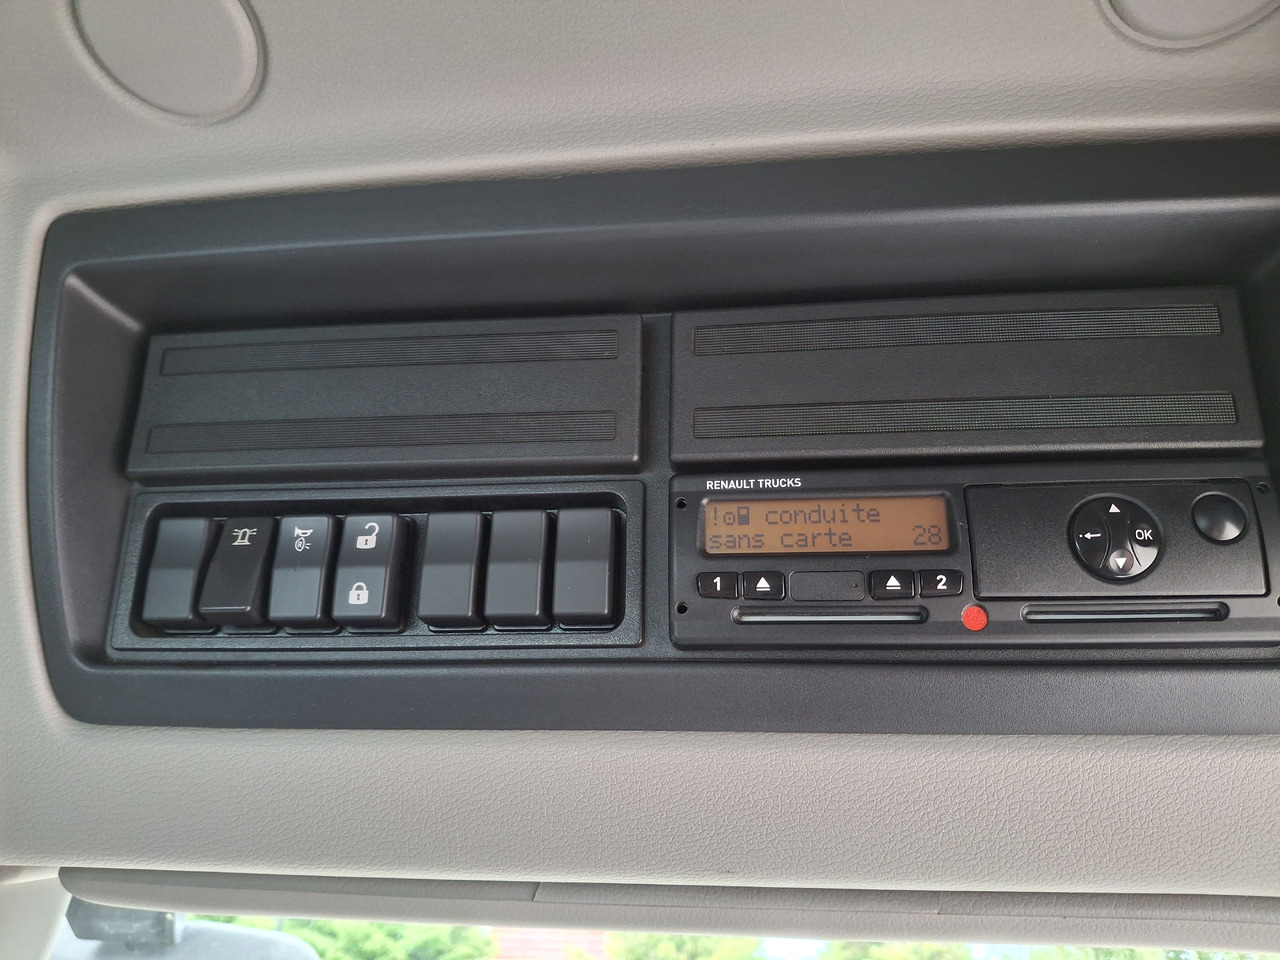 RENAULT TRUCKS
! conduite
sans carte 28
1 2
OK